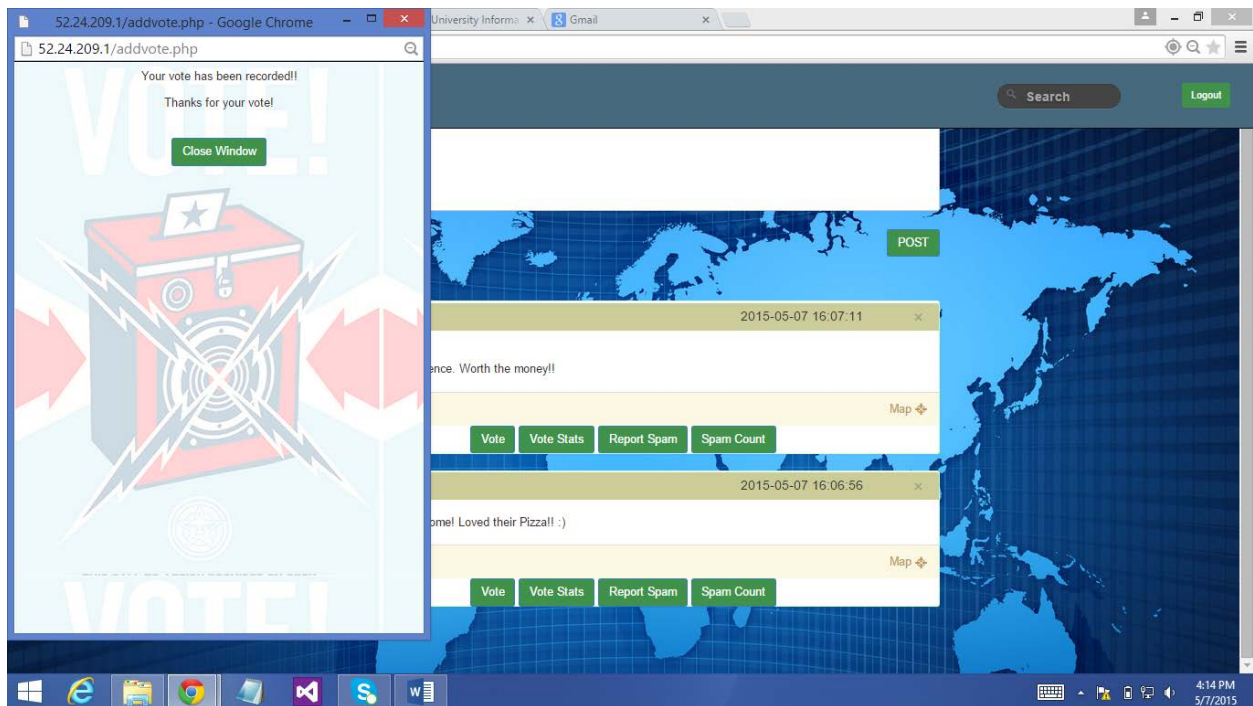 52.24.209.1/addvote.php - Google Chrome
52.24.209.1/addvote.php
Your vote has been recorded!!
Thanks for your vote!
Close Window
VOTE!
VOTE!
University Informa
Gmail
Search
Logout
POST
2015-05-07 16:07:11
ence. Worth the money!!
Map
Vote Vote Stats Report Spam Spam Count
2015-05-07 16:06:56
ome! Loved their Pizza!! :)
Map
Vote Vote Stats Report Spam Spam Count
4:14 PM
5/7/2015